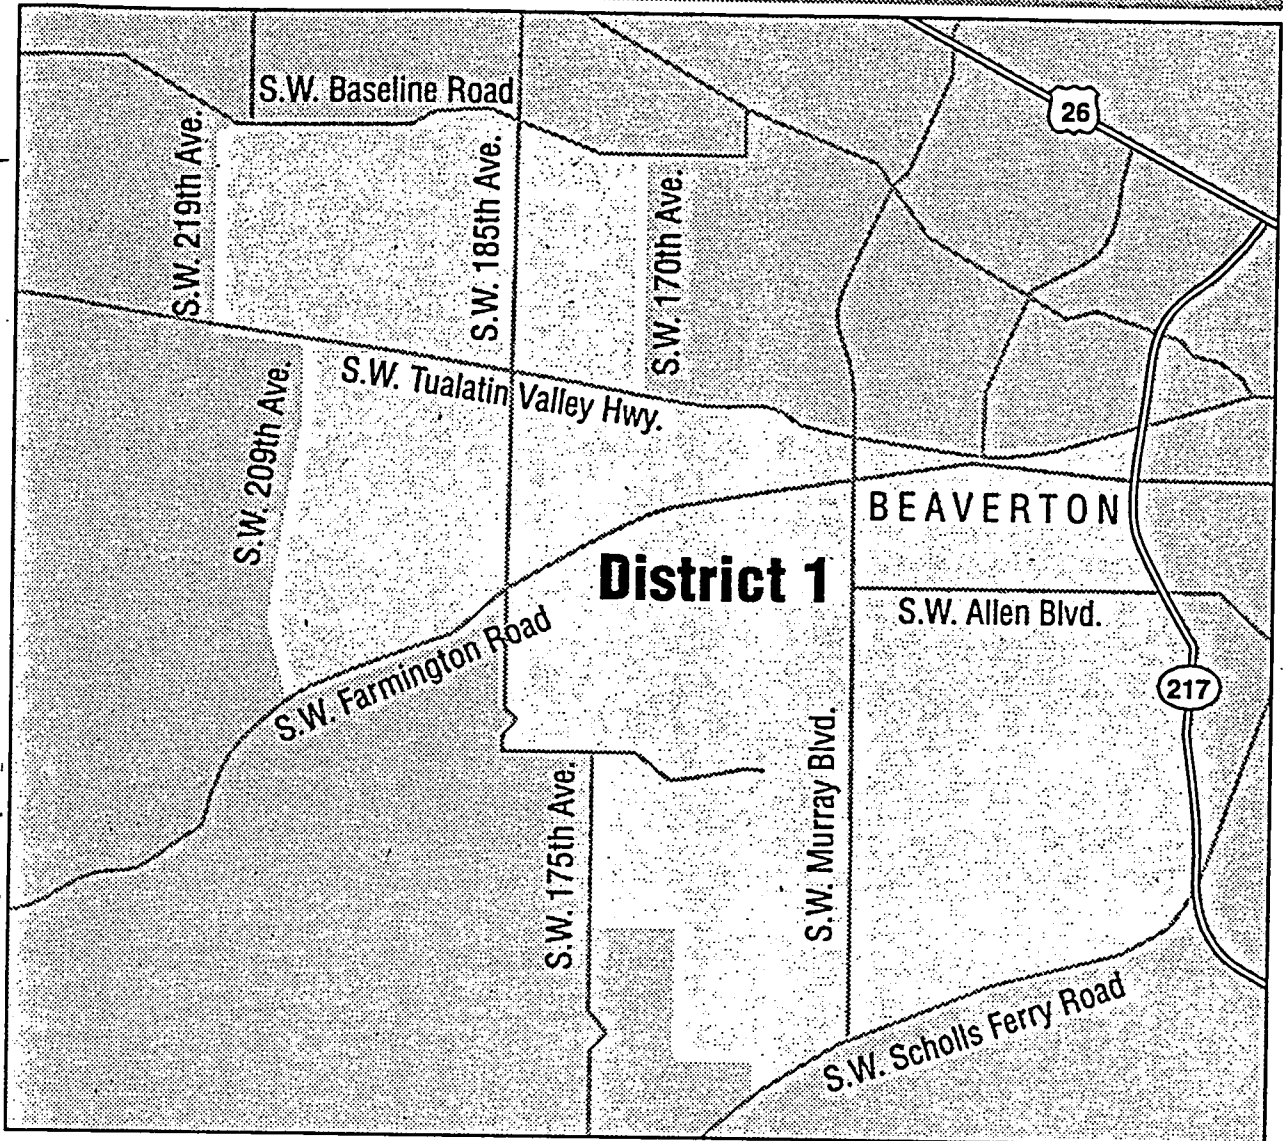 S.W. Baseline Road
26
S.W. 219th Ave.
S.W. 185th Ave.
S.W. 170th Ave.
S.W. Tualatin Valley Hwy.
S.W. 209th Ave.
BEAVERTON
District 1
S.W. Allen Blvd.
S.W. Farmington Road
217
S.W. 175th Ave.
S.W. Murray Blvd.
S.W. Scholls Ferry Road